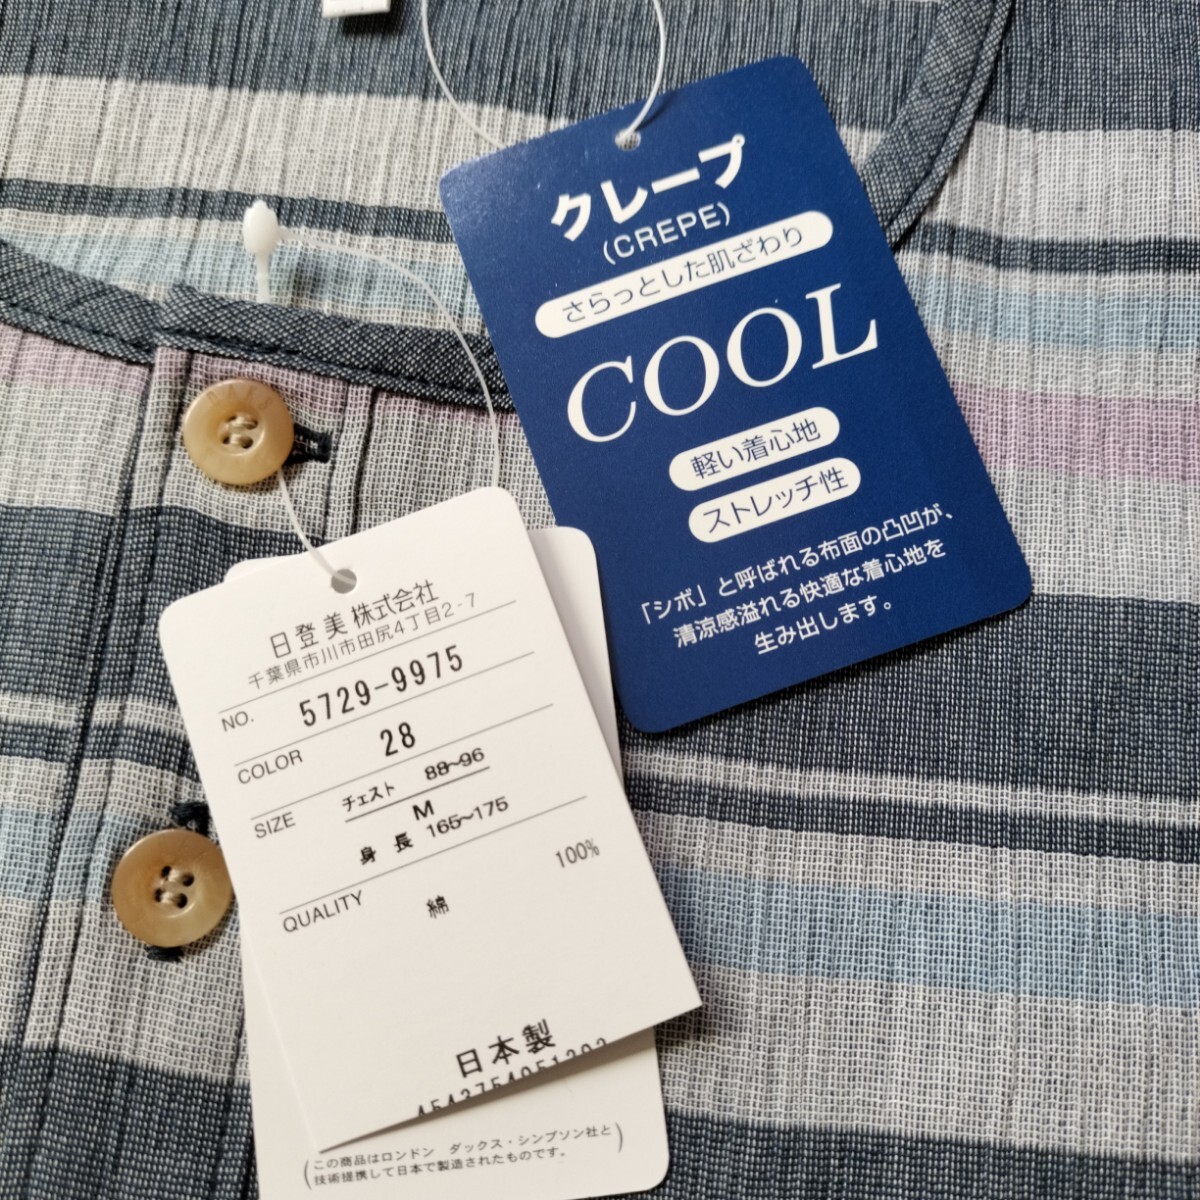 クレープ
(CREPE)
さらっとした肌ざわり
COOL
軽い着心地
ストレッチ性
「シボ」と呼ばれる布面の凸凹が、
清涼感溢れる快適な着心地を
生み出します。
日登美株式会社
千葉県市川市田尻4丁目2-7
NO. 5729-9975
COLOR 28
SIZE チェスト 88~96
M
身長 165~175
QUALITY 綿 100%
日本製
(この商品はロンドン ダックス・シンプソン社と
技術提携して日本で製造されたものです。)